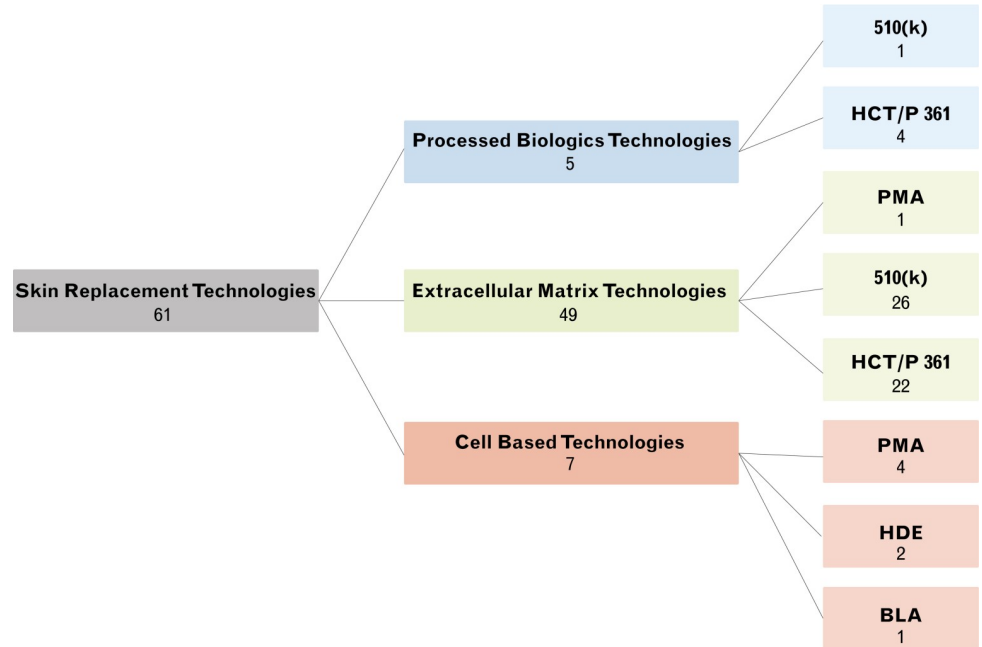 Skin Replacement Technologies
61
Processed Biologics Technologies
5
510(k)
1
HCT/P 361
4
Extracellular Matrix Technologies
49
PMA
1
510(k)
26
HCT/P 361
22
Cell Based Technologies
7
PMA
4
HDE
2
BLA
1